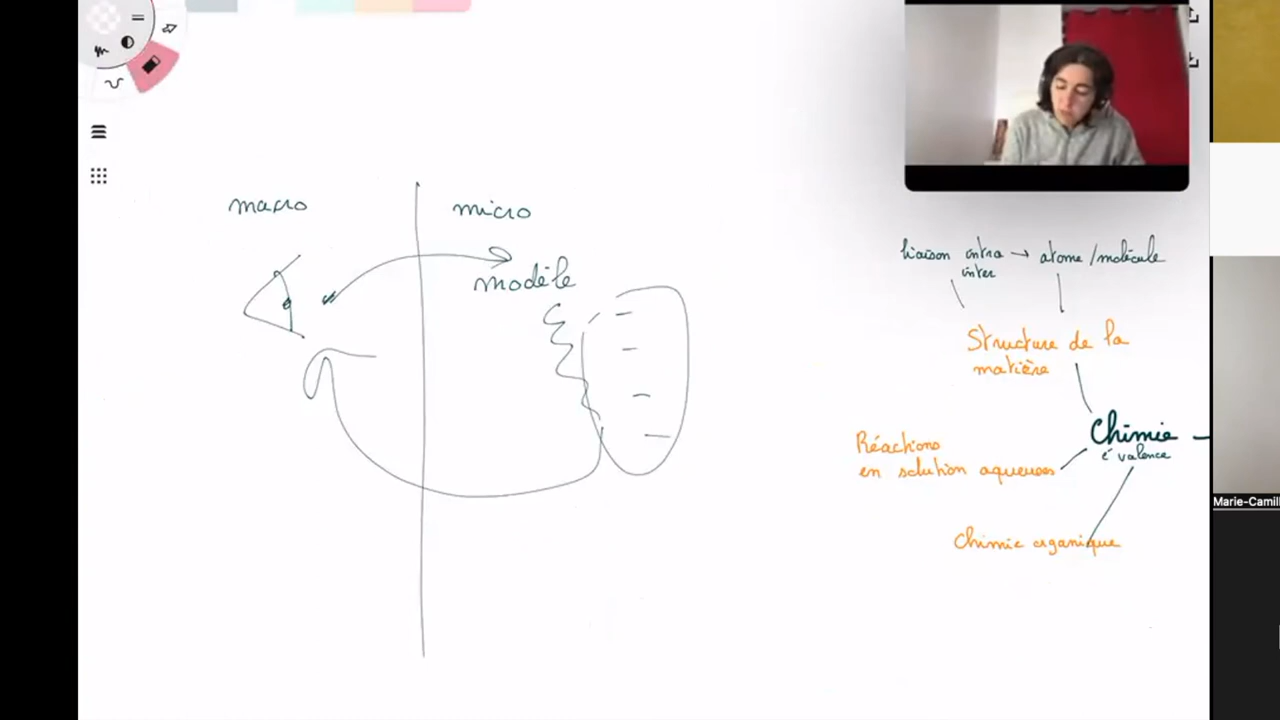 macro
micro
modèle
liaison intra → atome/molécule
inter
Structure de la
matière
Chimie
é valence
Réactions
en solution aqueuses
Chimie organique
Marie-Camill